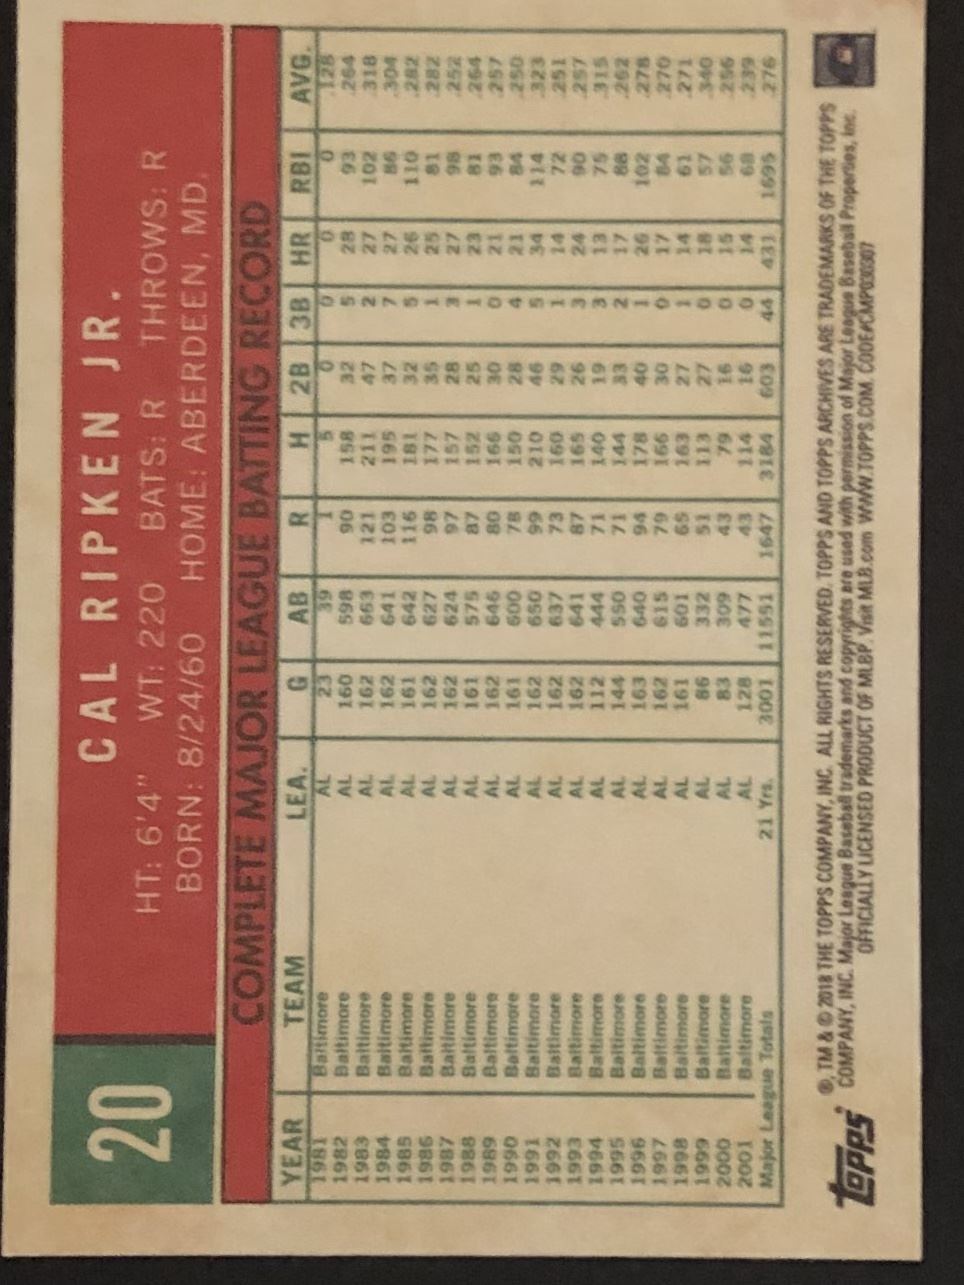 20
CAL RIPKEN JR.
HT: 6'4" WT: 220 BATS: R THROWS: R
BORN: 8/24/60 HOME: ABERDEEN, MD.
COMPLETE MAJOR LEAGUE BATTING RECORD
YEAR TEAM LEA. G AB R H 2B 3B HR RBI AVG.
1981 Baltimore AL 23 39 1 5 0 0 0 0 .128
1982 Baltimore AL 160 598 90 158 32 5 28 93 .264
1983 Baltimore AL 162 663 121 211 47 2 27 102 .318
1984 Baltimore AL 162 641 103 195 37 7 27 86 .304
1985 Baltimore AL 161 642 116 181 32 5 26 110 .282
1986 Baltimore AL 162 627 98 177 35 1 25 81 .282
1987 Baltimore AL 162 624 97 157 28 3 27 98 .252
1988 Baltimore AL 161 575 87 152 25 1 23 81 .264
1989 Baltimore AL 162 646 80 166 30 0 21 93 .257
1990 Baltimore AL 161 600 78 150 28 4 21 84 .250
1991 Baltimore AL 162 650 99 210 46 5 34 114 .323
1992 Baltimore AL 162 637 73 160 29 1 14 72 .251
1993 Baltimore AL 162 641 87 165 26 3 24 90 .257
1994 Baltimore AL 112 444 71 140 19 3 13 75 .315
1995 Baltimore AL 144 550 71 144 33 2 17 88 .262
1996 Baltimore AL 163 640 94 178 40 1 26 102 .278
1997 Baltimore AL 162 615 79 166 30 0 17 84 .270
1998 Baltimore AL 161 601 65 163 27 1 14 61 .271
1999 Baltimore AL 86 332 51 113 27 0 18 57 .340
2000 Baltimore AL 83 309 43 79 16 0 15 56 .256
2001 Baltimore AL 128 477 43 114 16 0 14 68 .239
Major League Totals 21 Yrs. 3001 11551 1647 3184 603 44 431 1695 .276
topps
®, TM & © 2018 THE TOPPS COMPANY, INC. ALL RIGHTS RESERVED. TOPPS AND TOPPS ARCHIVES ARE TRADEMARKS OF THE TOPPS
COMPANY, INC. Major League Baseball trademarks and copyrights are used with permission of Major League Baseball Properties, Inc.
OFFICIALLY LICENSED PRODUCT OF MLBP. Visit MLB.com WWW.TOPPS.COM. CODE#CMP030307